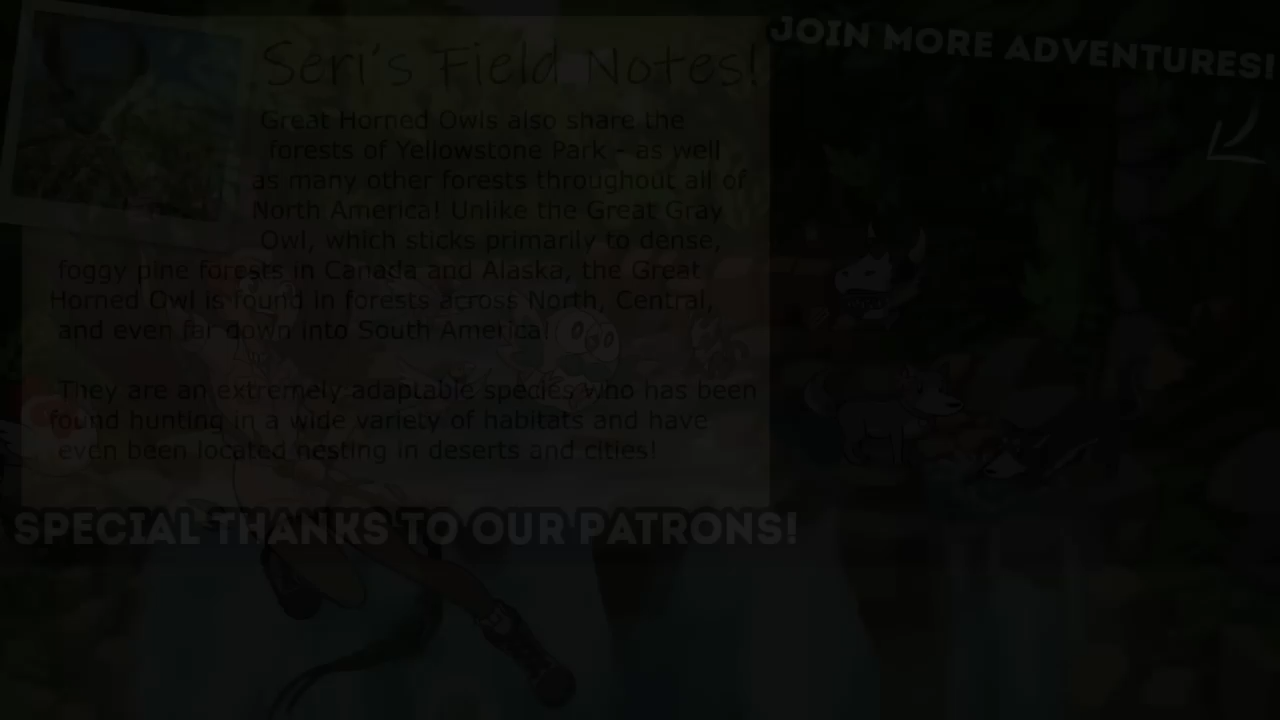 JOIN MORE ADVENTURES!
Seri's Field Notes!
Great Horned Owls also share the
forests of Yellowstone Park - as well
as many other forests throughout all of
North America! Unlike the Great Gray
Owl, which sticks primarily to dense,
foggy pine forests in Canada and Alaska, the Great
Horned Owl is found in forests across North, Central,
and even far down into South America!
They are an extremely adaptable species who has been
found hunting in a wide variety of habitats and have
even been located nesting in deserts and cities!
SPECIAL THANKS TO OUR PATRONS!